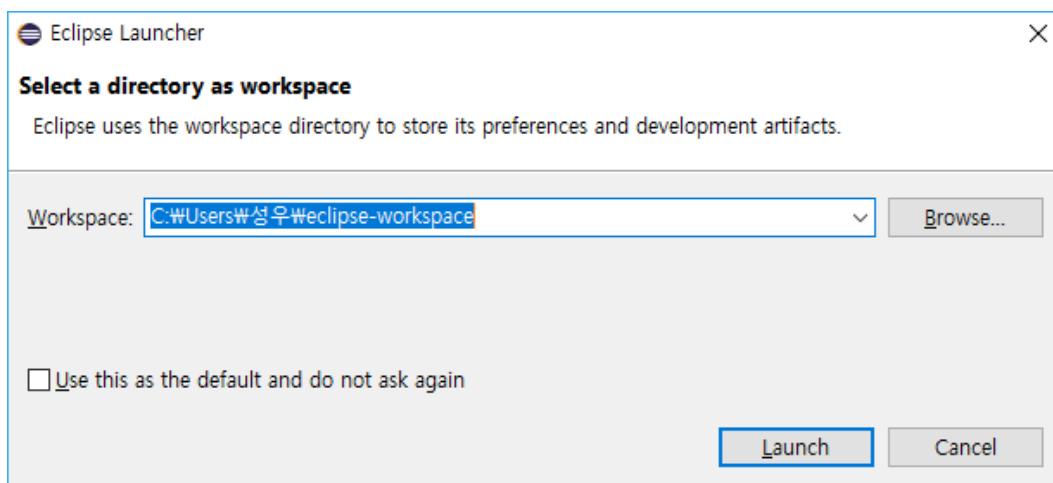 Eclipse Launcher
Select a directory as workspace
Eclipse uses the workspace directory to store its preferences and development artifacts.
Workspace: C:₩Users₩성우₩eclipse-workspace Browse...
Use this as the default and do not ask again
Launch Cancel